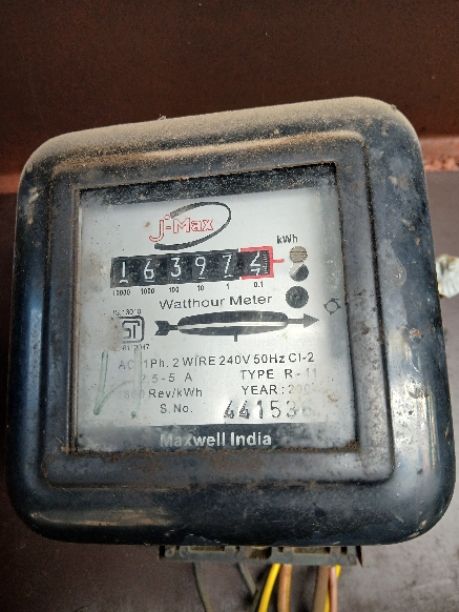 j-Max
kWh
1 6 3 9 7 2
10000 1000 100 10 1 0.1
Watthour Meter
AC 1Ph. 2 WIRE 240V 50Hz Cl-2
2.5-5 A TYPE R-11
Rev/kWh YEAR:
S.No. 44153
Maxwell India